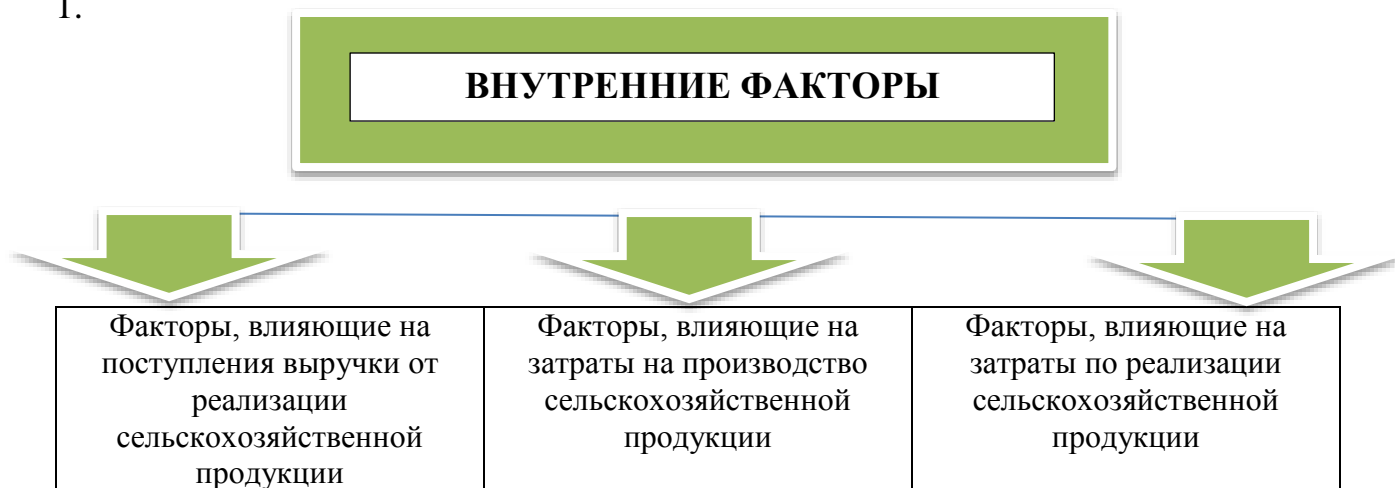 1.
ВНУТРЕННИЕ ФАКТОРЫ
Факторы, влияющие на
поступления выручки от
реализации
сельскохозяйственной
продукции
Факторы, влияющие на
затраты на производство
сельскохозяйственной
продукции
Факторы, влияющие на
затраты по реализации
сельскохозяйственной
продукции